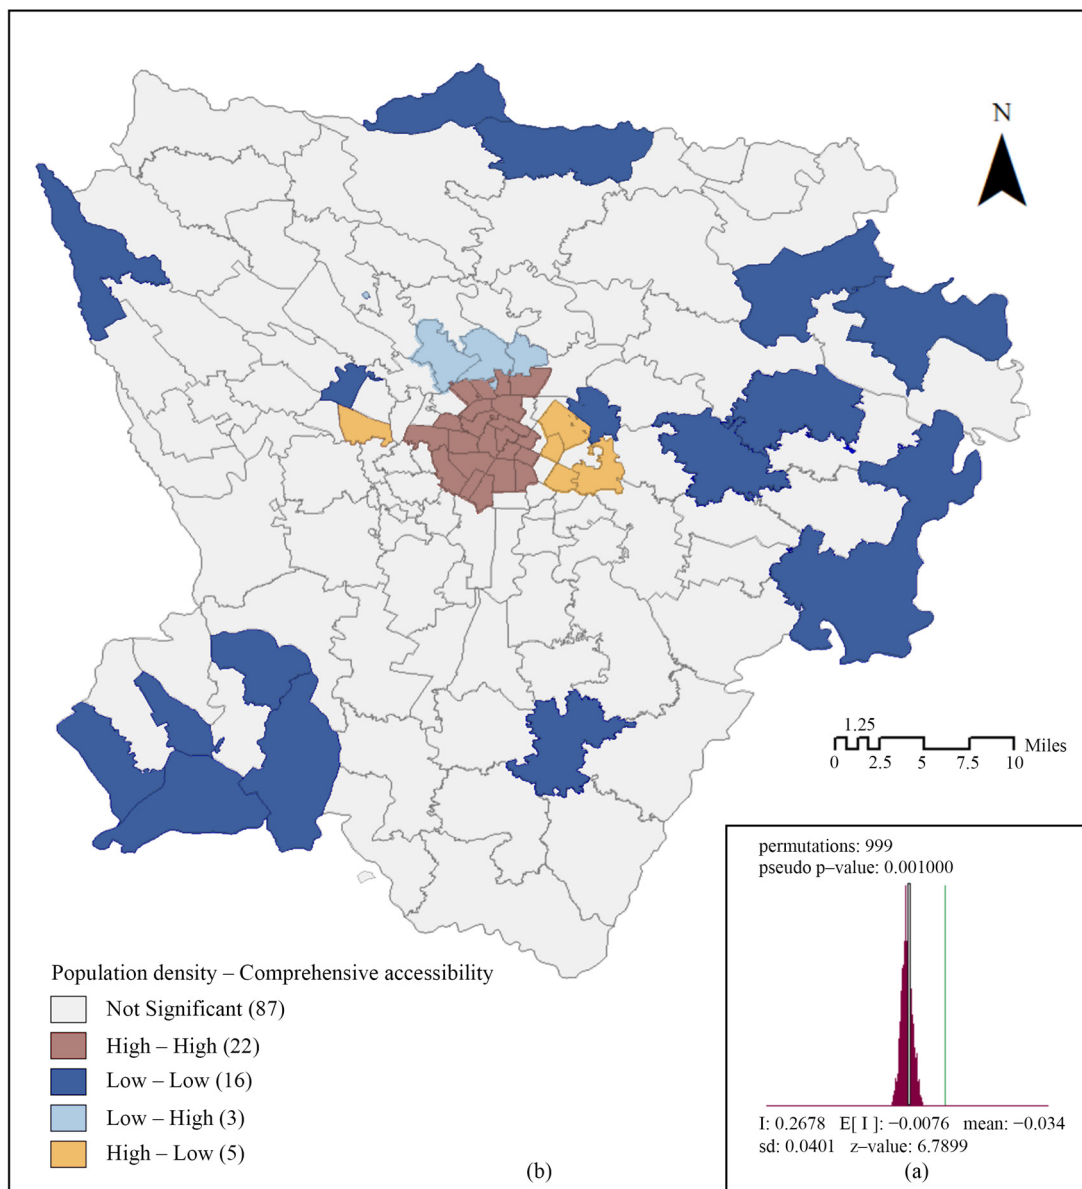 N
1.25
Miles
0 2.5 5 7.5 10
permutations: 999
pseudo p–value: 0.001000
I: 0.2678 E[ I ]: −0.0076 mean: −0.034
sd: 0.0401 z–value: 6.7899
(a)
Population density – Comprehensive accessibility
Not Significant (87)
High – High (22)
Low – Low (16)
Low – High (3)
High – Low (5)
(b)